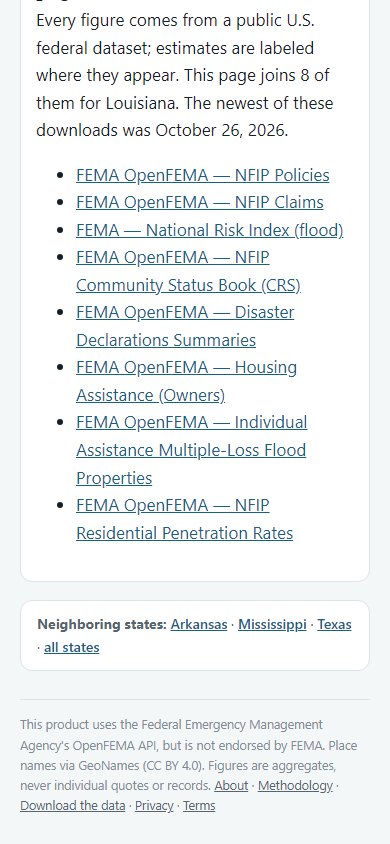 Every figure comes from a public U.S.
federal dataset; estimates are labeled
where they appear. This page joins 8 of
them for Louisiana. The newest of these
downloads was October 26, 2026.
FEMA OpenFEMA — NFIP Policies
FEMA OpenFEMA — NFIP Claims
FEMA — National Risk Index (flood)
FEMA OpenFEMA — NFIP
Community Status Book (CRS)
FEMA OpenFEMA — Disaster
Declarations Summaries
FEMA OpenFEMA — Housing
Assistance (Owners)
FEMA OpenFEMA — Individual
Assistance Multiple-Loss Flood
Properties
FEMA OpenFEMA — NFIP
Residential Penetration Rates
Neighboring states: Arkansas · Mississippi · Texas
· all states
This product uses the Federal Emergency Management
Agency's OpenFEMA API, but is not endorsed by FEMA. Place
names via GeoNames (CC BY 4.0). Figures are aggregates,
never individual quotes or records. About · Methodology ·
Download the data · Privacy · Terms